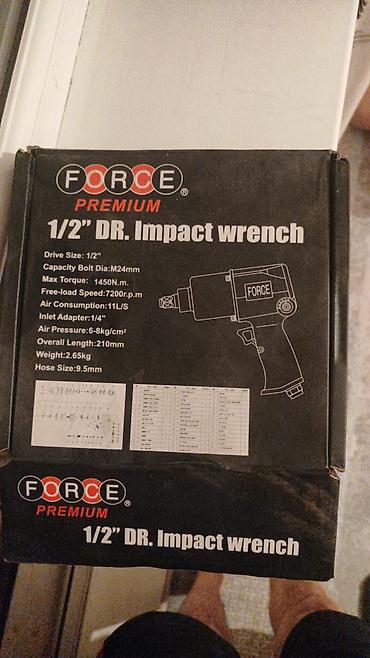 FORCE®
PREMIUM
1/2” DR. Impact wrench
Drive Size: 1/2"
Capacity Bolt Dia:M24mm
Max Torque: 1450N.m.
Free-load Speed:7200r.p.m
Air Consumption:11L/S
Inlet Adapter:1/4"
Air Pressure:6-8kg/cm²
Overall Length:210mm
Weight:2.65kg
Hose Size:9.5mm
FORCE
FORCE®
PREMIUM
1/2” DR. Impact wrench